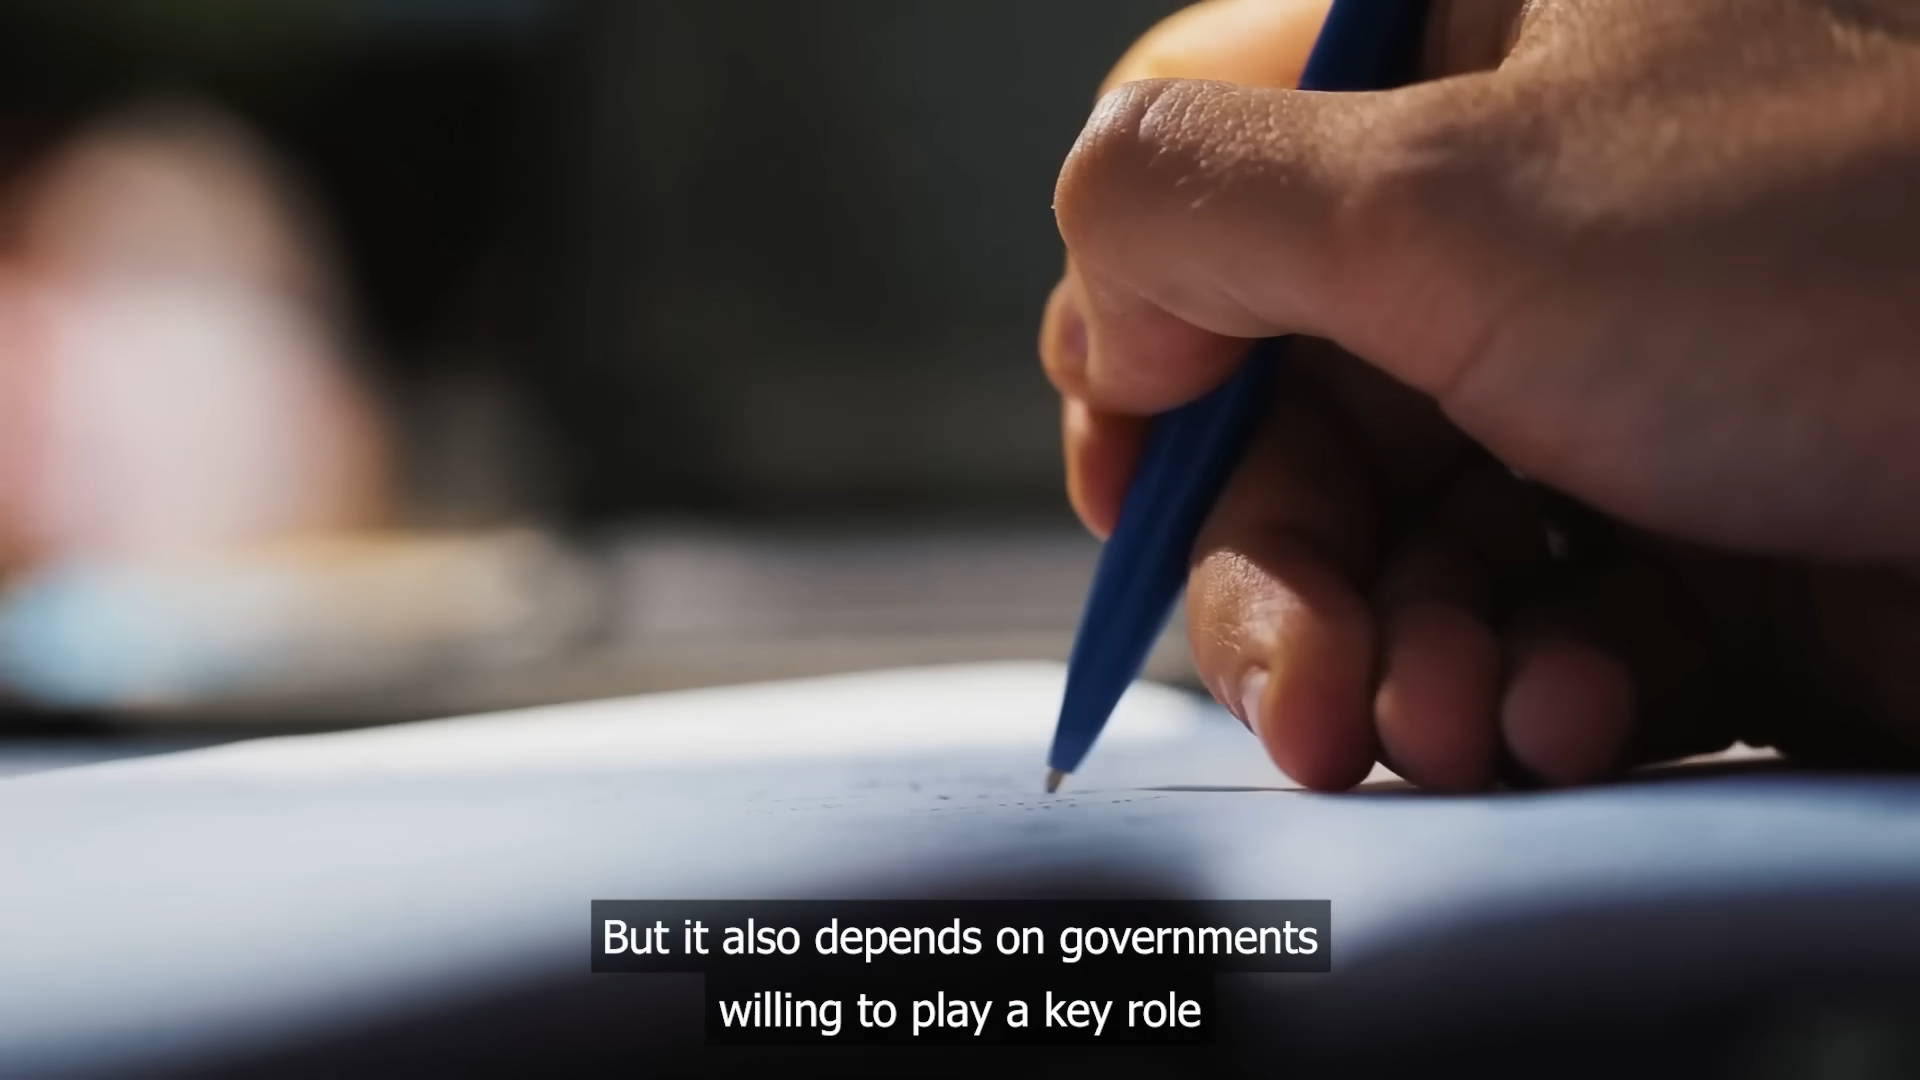 But it also depends on governments
willing to play a key role